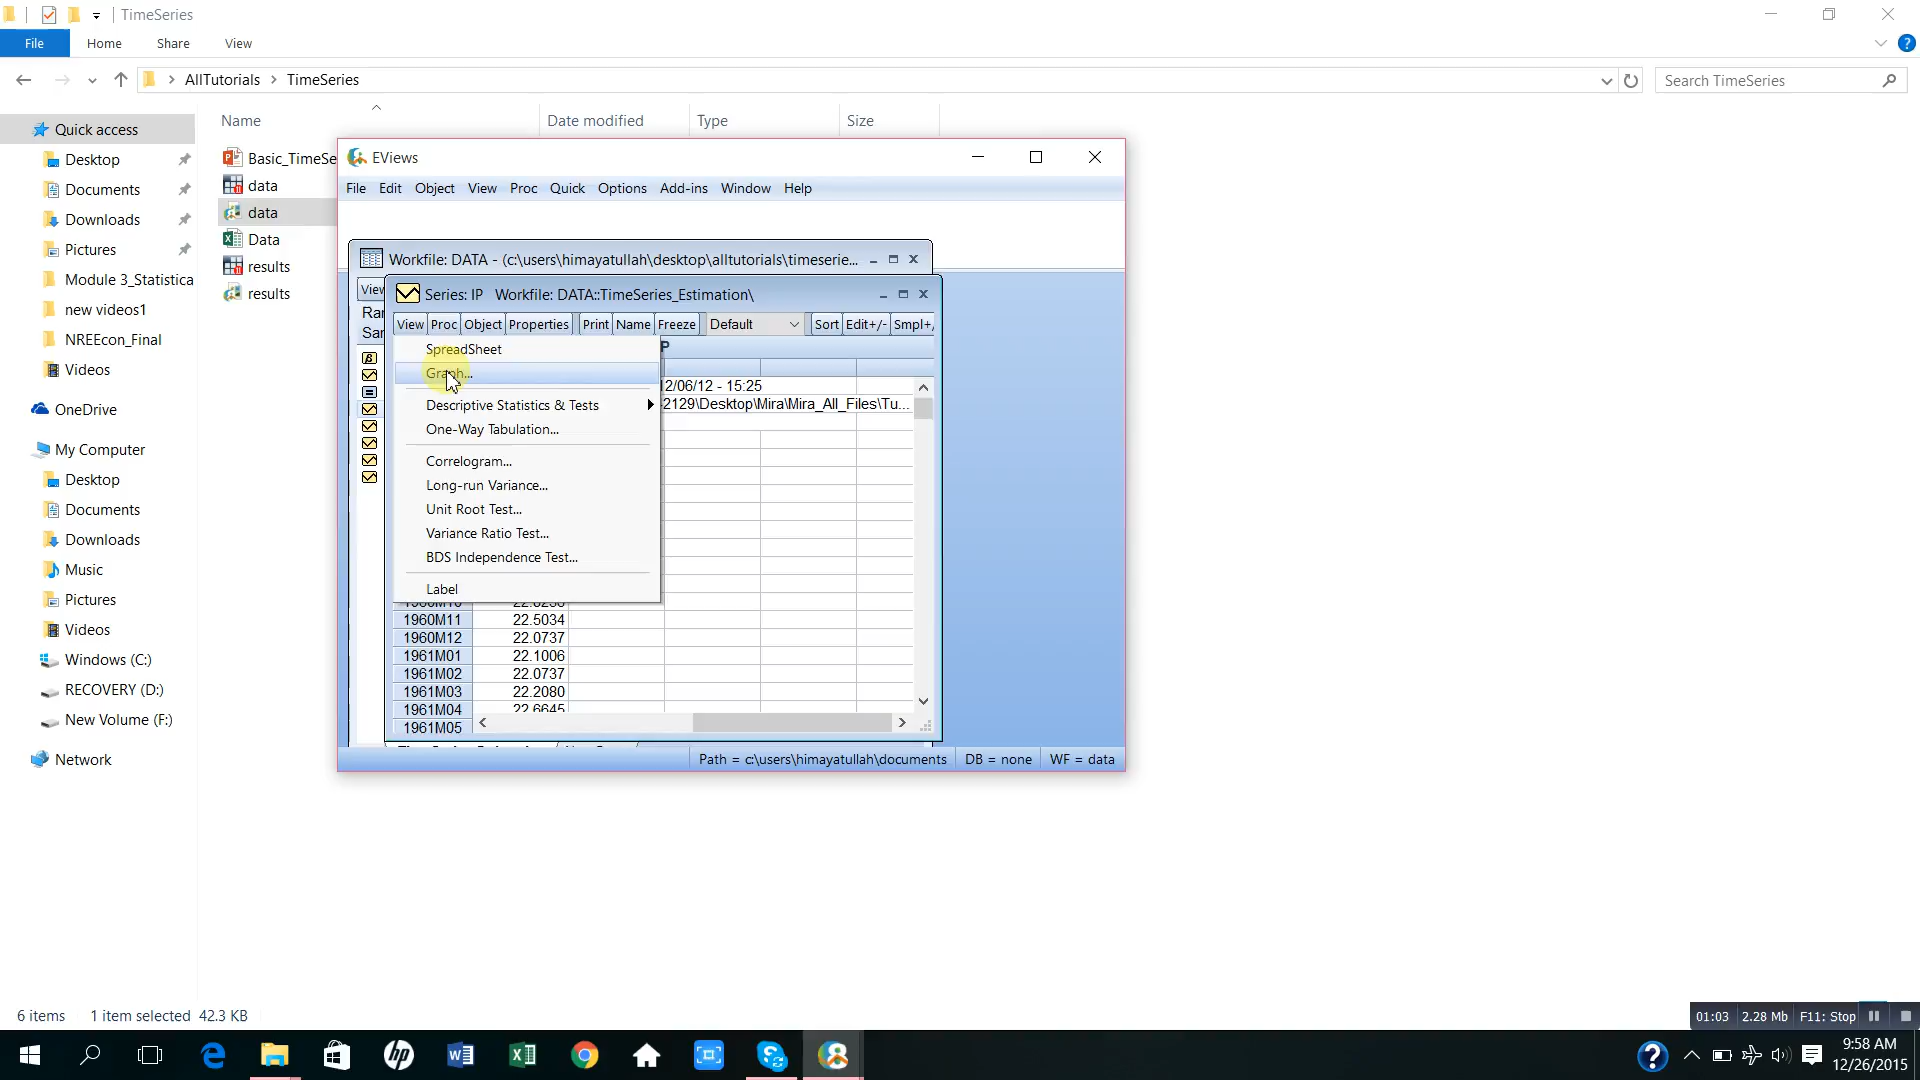 TimeSeries
File Home Share View
AllTutorials > TimeSeries
Search TimeSeries
Name Date modified Type Size
Quick access
Desktop
Documents
Downloads
Pictures
Module 3_Statistica
new videos1
NREEcon_Final
Videos
OneDrive
My Computer
Desktop
Documents
Downloads
Music
Pictures
Videos
Windows (C:)
RECOVERY (D:)
New Volume (F:)
Network
Basic_TimeSe
data
data
Data
results
results
EViews
File Edit Object View Proc Quick Options Add-ins Window Help
Workfile: DATA - (c:\users\himayatullah\desktop\alltutorials\timeserie...
Series: IP Workfile: DATA::TimeSeries_Estimation\
View Proc Object Properties Print Name Freeze Default Sort Edit+/- Smpl+/
SpreadSheet
Graph...
Descriptive Statistics & Tests
One-Way Tabulation...
Correlogram...
Long-run Variance...
Unit Root Test...
Variance Ratio Test...
BDS Independence Test...
Label
2/06/12 - 15:25
2129\Desktop\Mira\Mira_All_Files\Tu...
1960M11 22.5034
1960M12 22.0737
1961M01 22.1006
1961M02 22.0737
1961M03 22.2080
1961M04 22.6645
1961M05
Path = c:\users\himayatullah\documents DB = none WF = data
6 items 1 item selected 42.3 KB
01:03 2.28 Mb F11: Stop
9:58 AM
12/26/2015